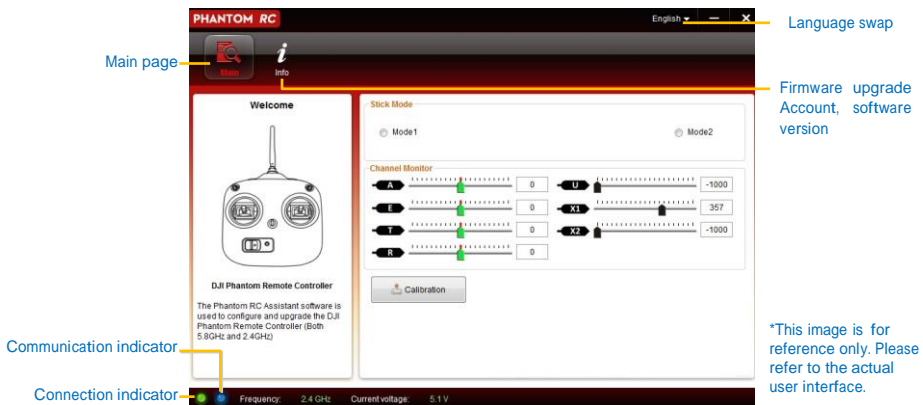 PHANTOM RC
English
Language swap
Main page
Main
Info
Firmware upgrade
Account, software
version
Welcome
DJI Phantom Remote Controller
The Phantom RC Assistant software is
used to configure and upgrade the DJI
Phantom Remote Controller (Both
5.8GHz and 2.4GHz)
Stick Mode
Mode1
Mode2
Channel Monitor
A 0 U -1000
E 0 X1 357
T 0 X2 -1000
R 0
Calibration
*This image is for
reference only. Please
refer to the actual
user interface.
Communication indicator
Connection indicator
Frequency: 2.4 GHz Current voltage: 5.1 V